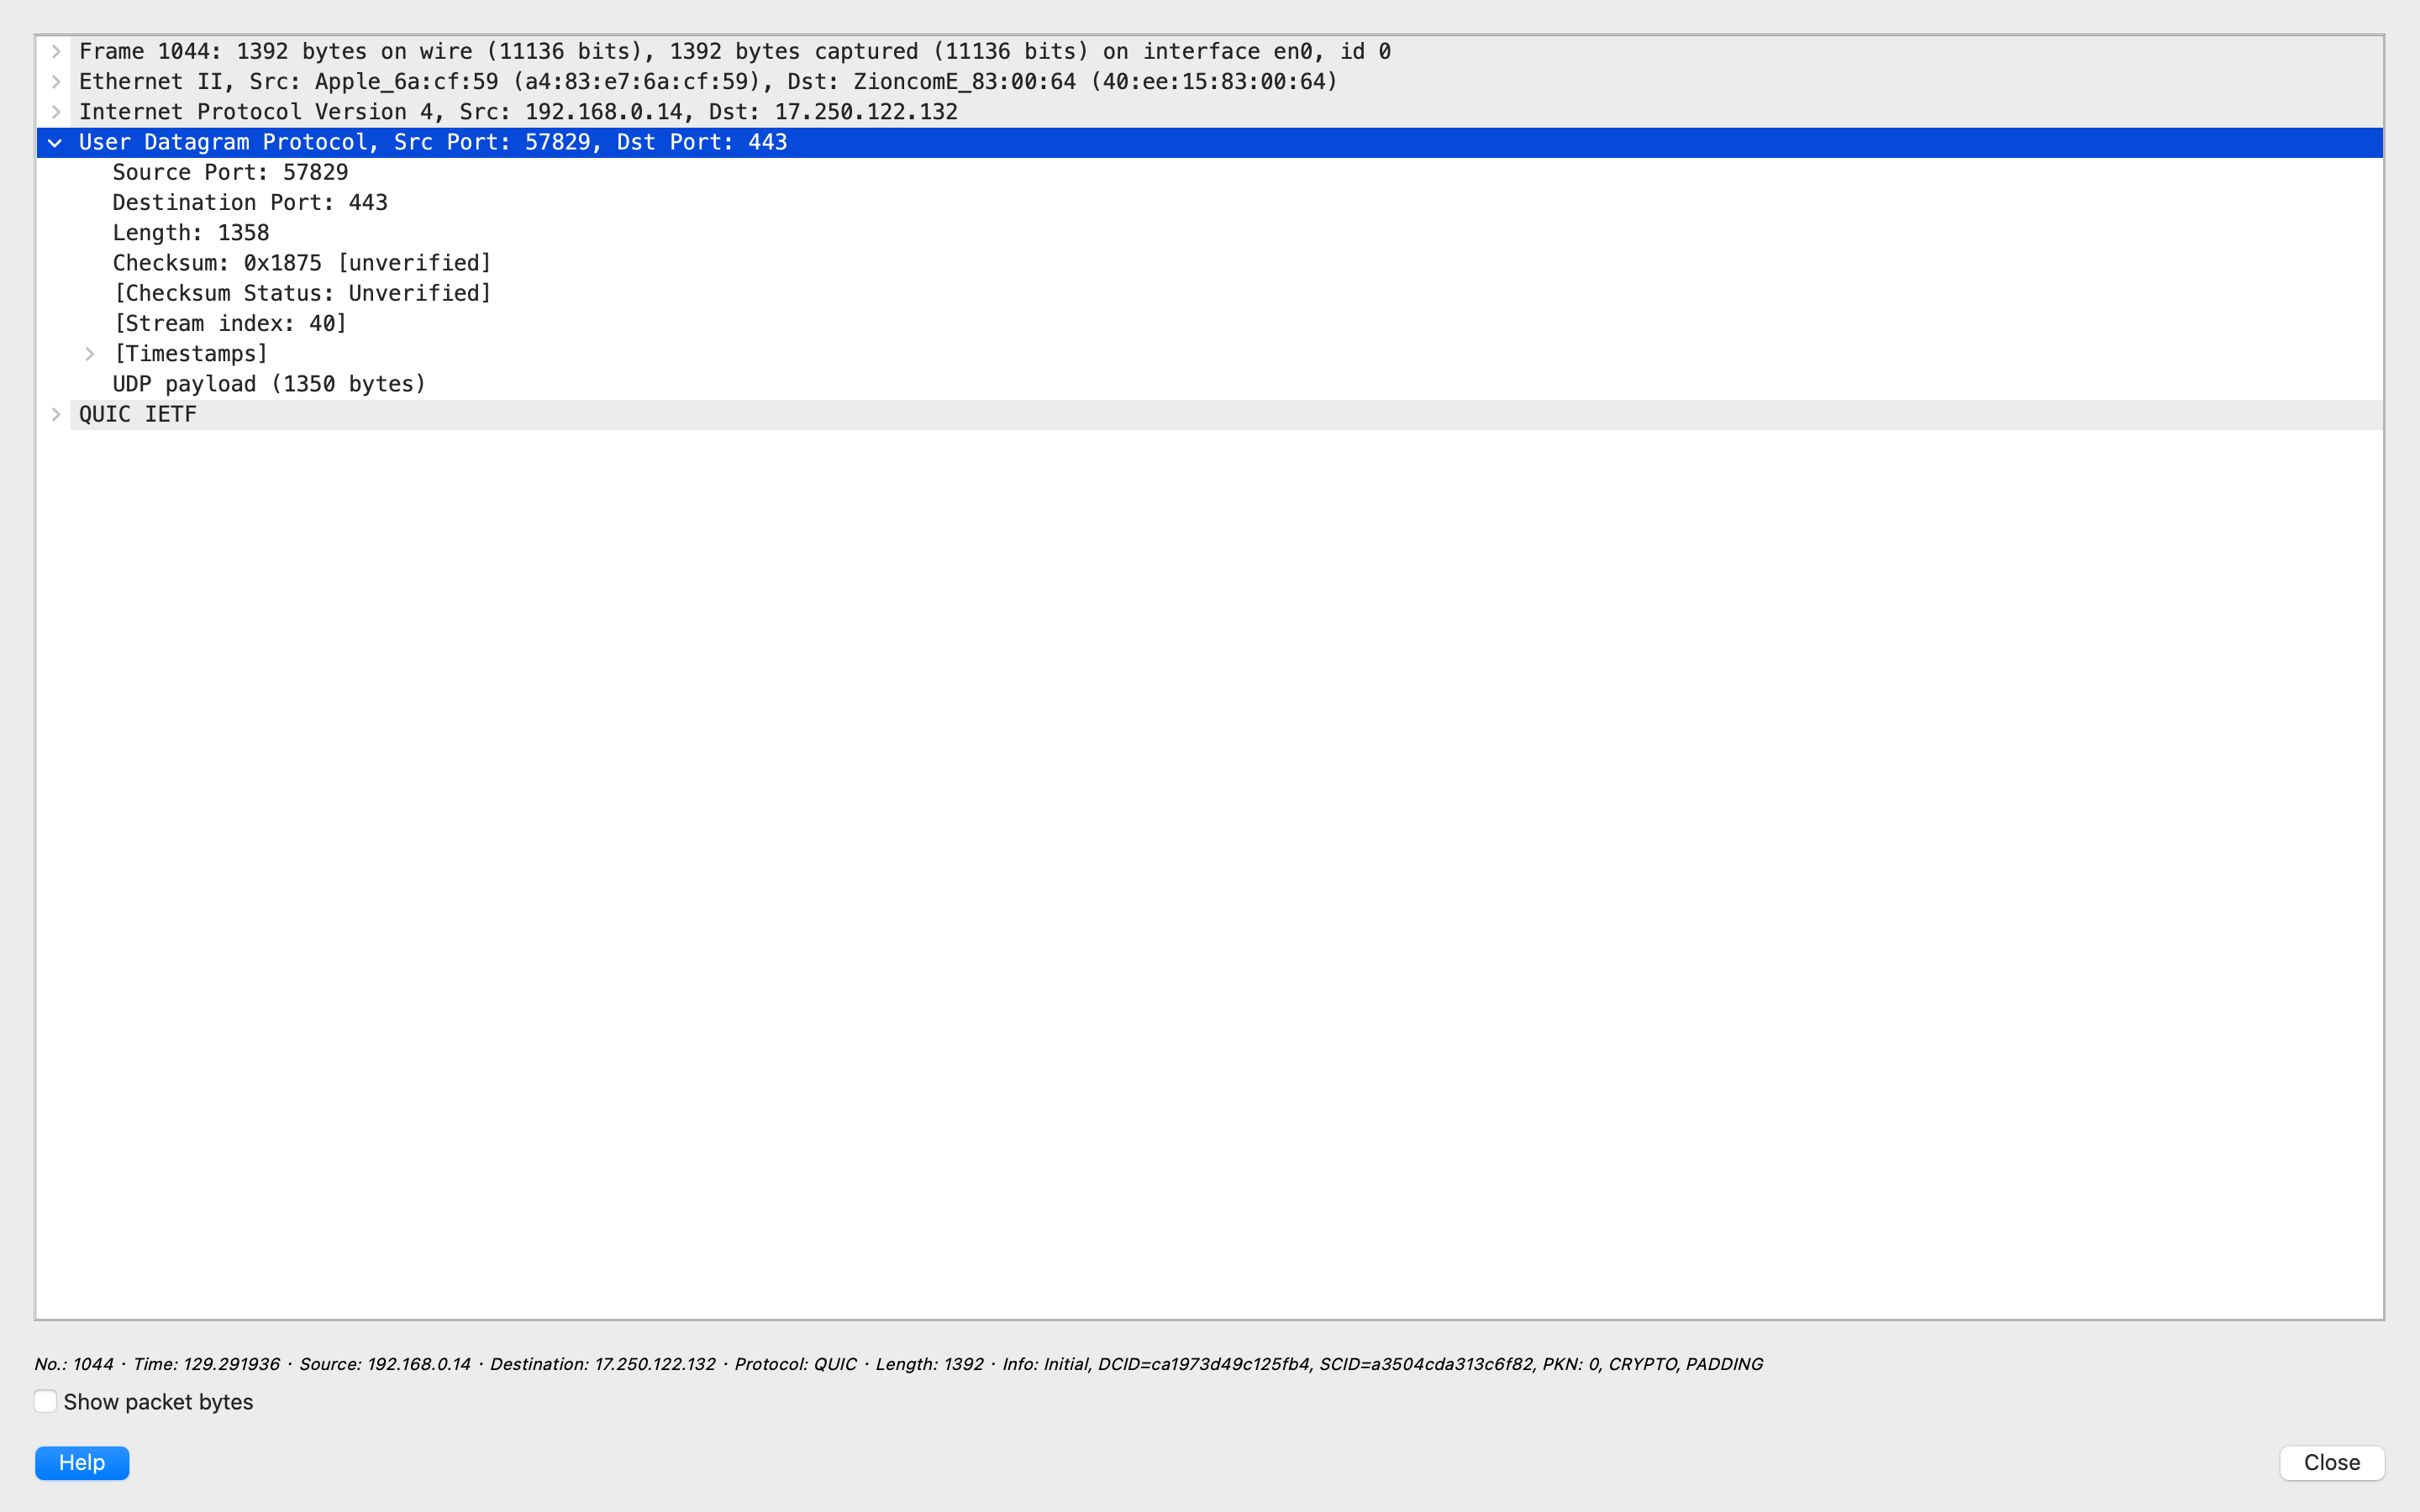 Frame 1044: 1392 bytes on wire (11136 bits), 1392 bytes captured (11136 bits) on interface en0, id 0
Ethernet II, Src: Apple_6a:cf:59 (a4:83:e7:6a:cf:59), Dst: ZioncomE_83:00:64 (40:ee:15:83:00:64)
Internet Protocol Version 4, Src: 192.168.0.14, Dst: 17.250.122.132
User Datagram Protocol, Src Port: 57829, Dst Port: 443
Source Port: 57829
Destination Port: 443
Length: 1358
Checksum: 0x1875 [unverified]
[Checksum Status: Unverified]
[Stream index: 40]
[Timestamps]
UDP payload (1350 bytes)
QUIC IETF
No.: 1044 · Time: 129.291936 · Source: 192.168.0.14 · Destination: 17.250.122.132 · Protocol: QUIC · Length: 1392 · Info: Initial, DCID=ca1973d49c125fb4, SCID=a3504cda313c6f82, PKN: 0, CRYPTO, PADDING
Show packet bytes
Help
Close